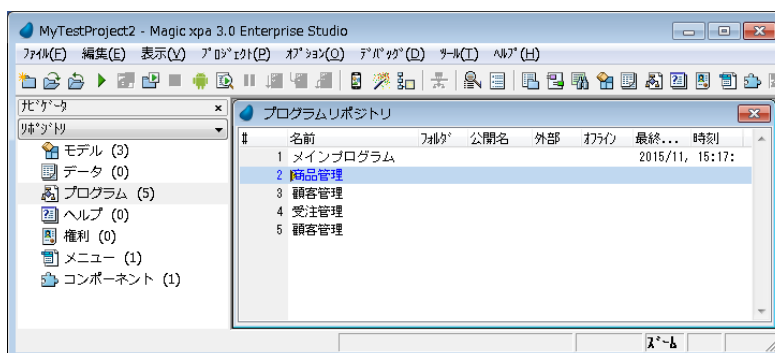 MyTestProject2 - Magic xpa 3.0 Enterprise Studio
ﾌｧｲﾙ(F) 編集(E) 表示(V) ﾌﾟﾛｼﾞｪｸﾄ(P) ｵﾌﾟｼｮﾝ(O) ﾃﾞﾊﾞｯｸﾞ(D) ﾂｰﾙ(T) ﾍﾙﾌﾟ(H)
ﾅﾋﾞｹﾞｰﾀ
ﾘﾎﾟｼﾞﾄﾘ
モデル (3)
データ (0)
プログラム (5)
ヘルプ (0)
権利 (0)
メニュー (1)
コンポーネント (1)
プログラムリポジトリ
# 名前 ﾌｫﾙﾀﾞ 公開名 外部 ｵﾌﾗｲﾝ 最終... 時刻
1 メインプログラム 2015/11, 15:17:
2 商品管理
3 顧客管理
4 受注管理
5 顧客管理
ｽﾞｰﾑ